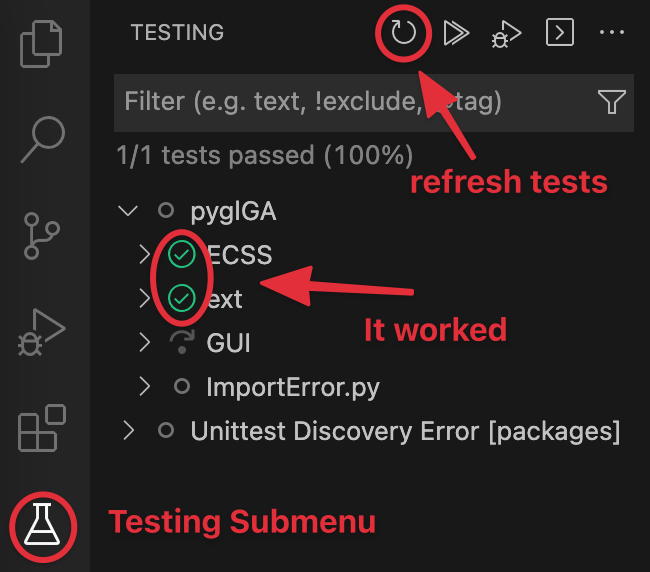 TESTING
Filter (e.g. text, !exclude, tag)
refresh tests
1/1 tests passed (100%)
pyglGA
ECSS
ext
It worked
GUI
ImportError.py
Unittest Discovery Error [packages]
Testing Submenu